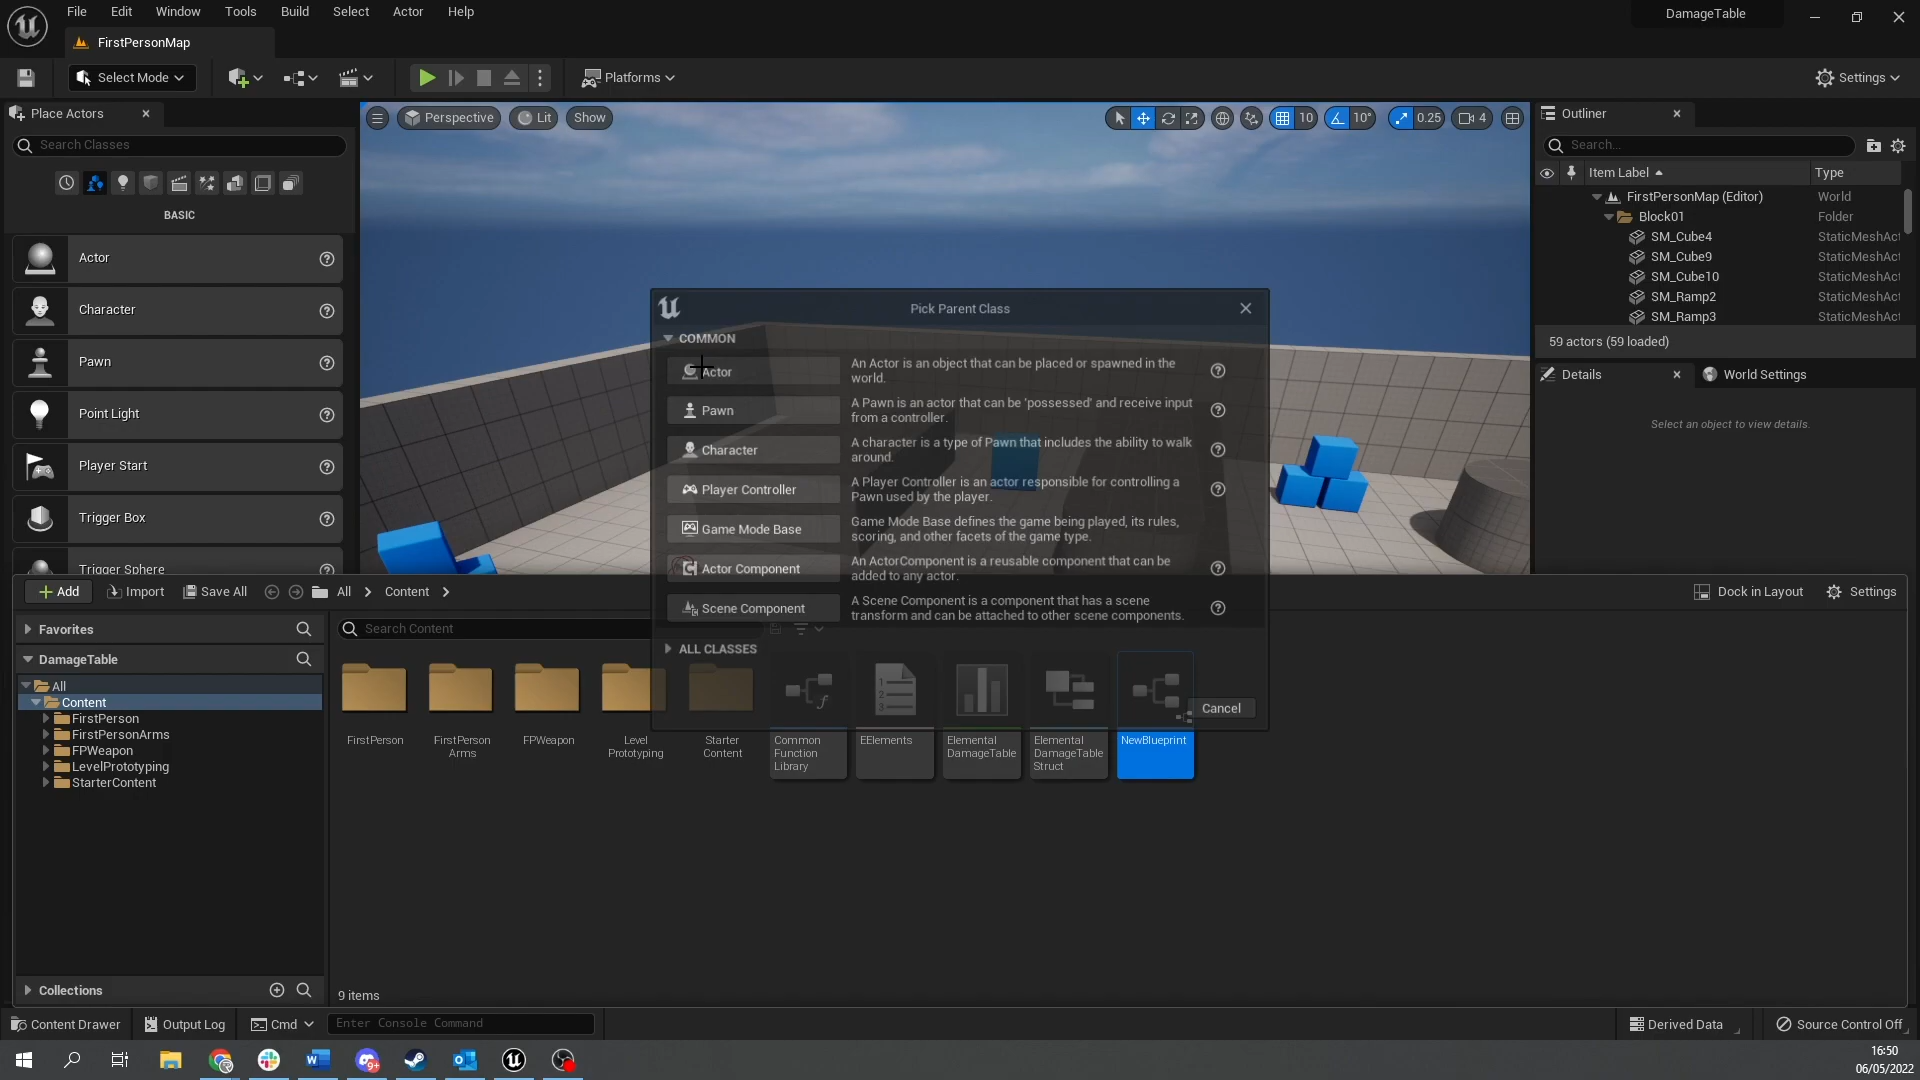 File Edit Window Tools Build Select Actor Help
DamageTable
FirstPersonMap
Select Mode
Platforms
Settings
Place Actors
Search Classes
BASIC
Actor
Character
Pawn
Point Light
Player Start
Trigger Box
Trigger Sphere
Perspective
Lit
Show
10
10°
0.25
4
Outliner
Search...
Item Label
Type
FirstPersonMap (Editor) World
Block01 Folder
SM_Cube4 StaticMeshAct
SM_Cube9 StaticMeshAct
SM_Cube10 StaticMeshAct
SM_Ramp2 StaticMeshAct
SM_Ramp3 StaticMeshAct
59 actors (59 loaded)
Details
World Settings
Select an object to view details.
Pick Parent Class
COMMON
Actor
An Actor is an object that can be placed or spawned in the
world.
Pawn
A Pawn is an actor that can be 'possessed' and receive input
from a controller.
Character
A character is a type of Pawn that includes the ability to walk
around.
Player Controller
A Player Controller is an actor responsible for controlling a
Pawn used by the player.
Game Mode Base
Game Mode Base defines the game being played, its rules,
scoring, and other facets of the game type.
Actor Component
An ActorComponent is a reusable component that can be
added to any actor.
Scene Component
A Scene Component is a component that has a scene
transform and can be attached to other scene components.
ALL CLASSES
Cancel
Add
Import
Save All
All
Content
Dock in Layout
Settings
Favorites
DamageTable
All
Content
FirstPerson
FirstPersonArms
FPWeapon
LevelPrototyping
StarterContent
Collections
Search Content
FirstPerson
FirstPerson
Arms
FPWeapon
Level
Prototyping
Starter
Content
Common
Function
Library
EElements
Elemental
DamageTable
Elemental
DamageTable
Struct
NewBlueprint
9 items
Content Drawer
Output Log
Cmd
Enter Console Command
Derived Data
Source Control Off
9+
16:50
06/05/2022